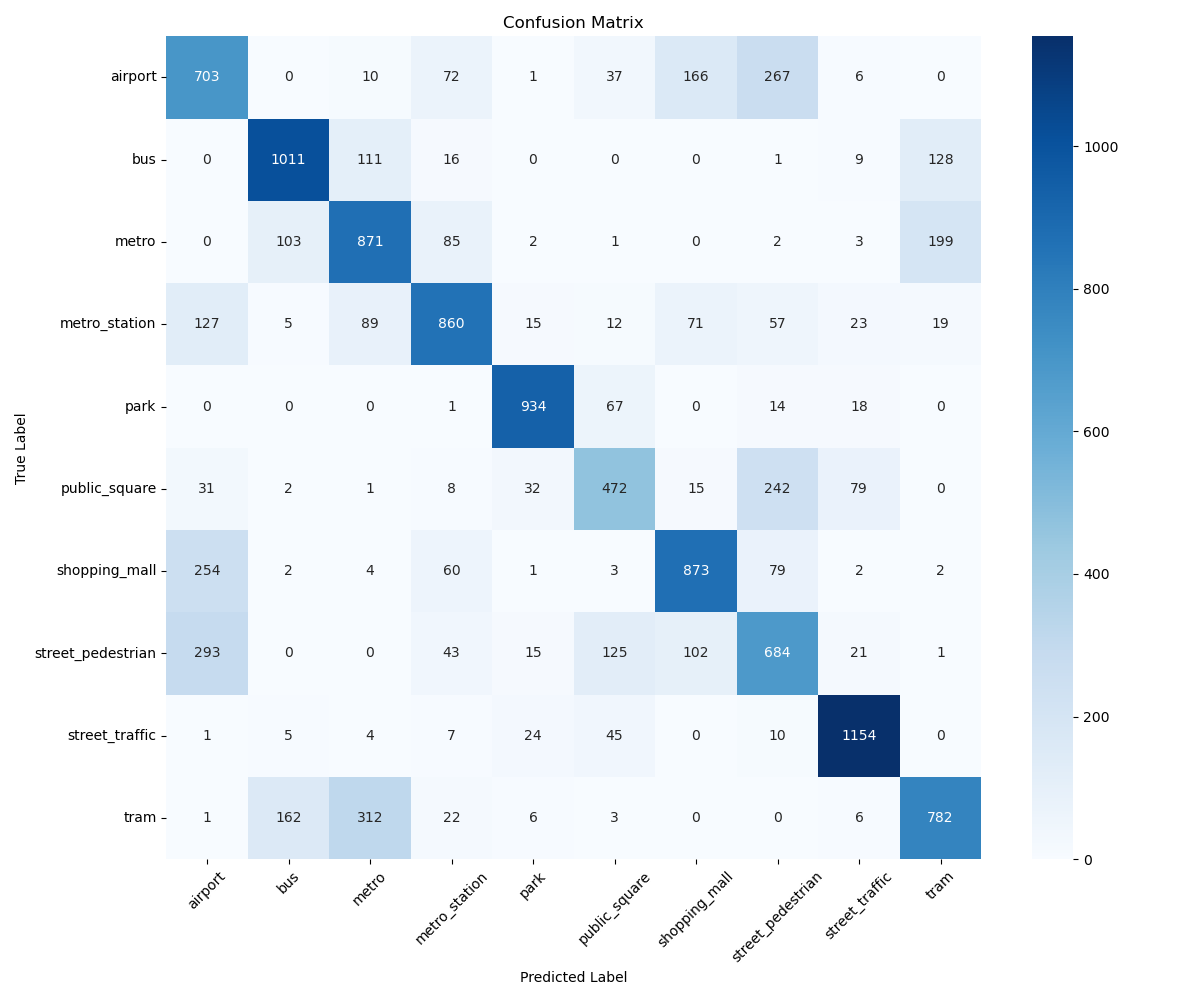 Confusion Matrix
airport 703 0 10 72 1 37 166 267 6 0
bus 0 1011 111 16 0 0 0 1 9 128
metro 0 103 871 85 2 1 0 2 3 199
metro_station 127 5 89 860 15 12 71 57 23 19
park 0 0 0 1 934 67 0 14 18 0
public_square 31 2 1 8 32 472 15 242 79 0
shopping_mall 254 2 4 60 1 3 873 79 2 2
street_pedestrian 293 0 0 43 15 125 102 684 21 1
street_traffic 1 5 4 7 24 45 0 10 1154 0
tram 1 162 312 22 6 3 0 0 6 782
airport bus metro metro_station park public_square shopping_mall street_pedestrian street_traffic tram
Predicted Label
True Label
1000
800
600
400
200
0